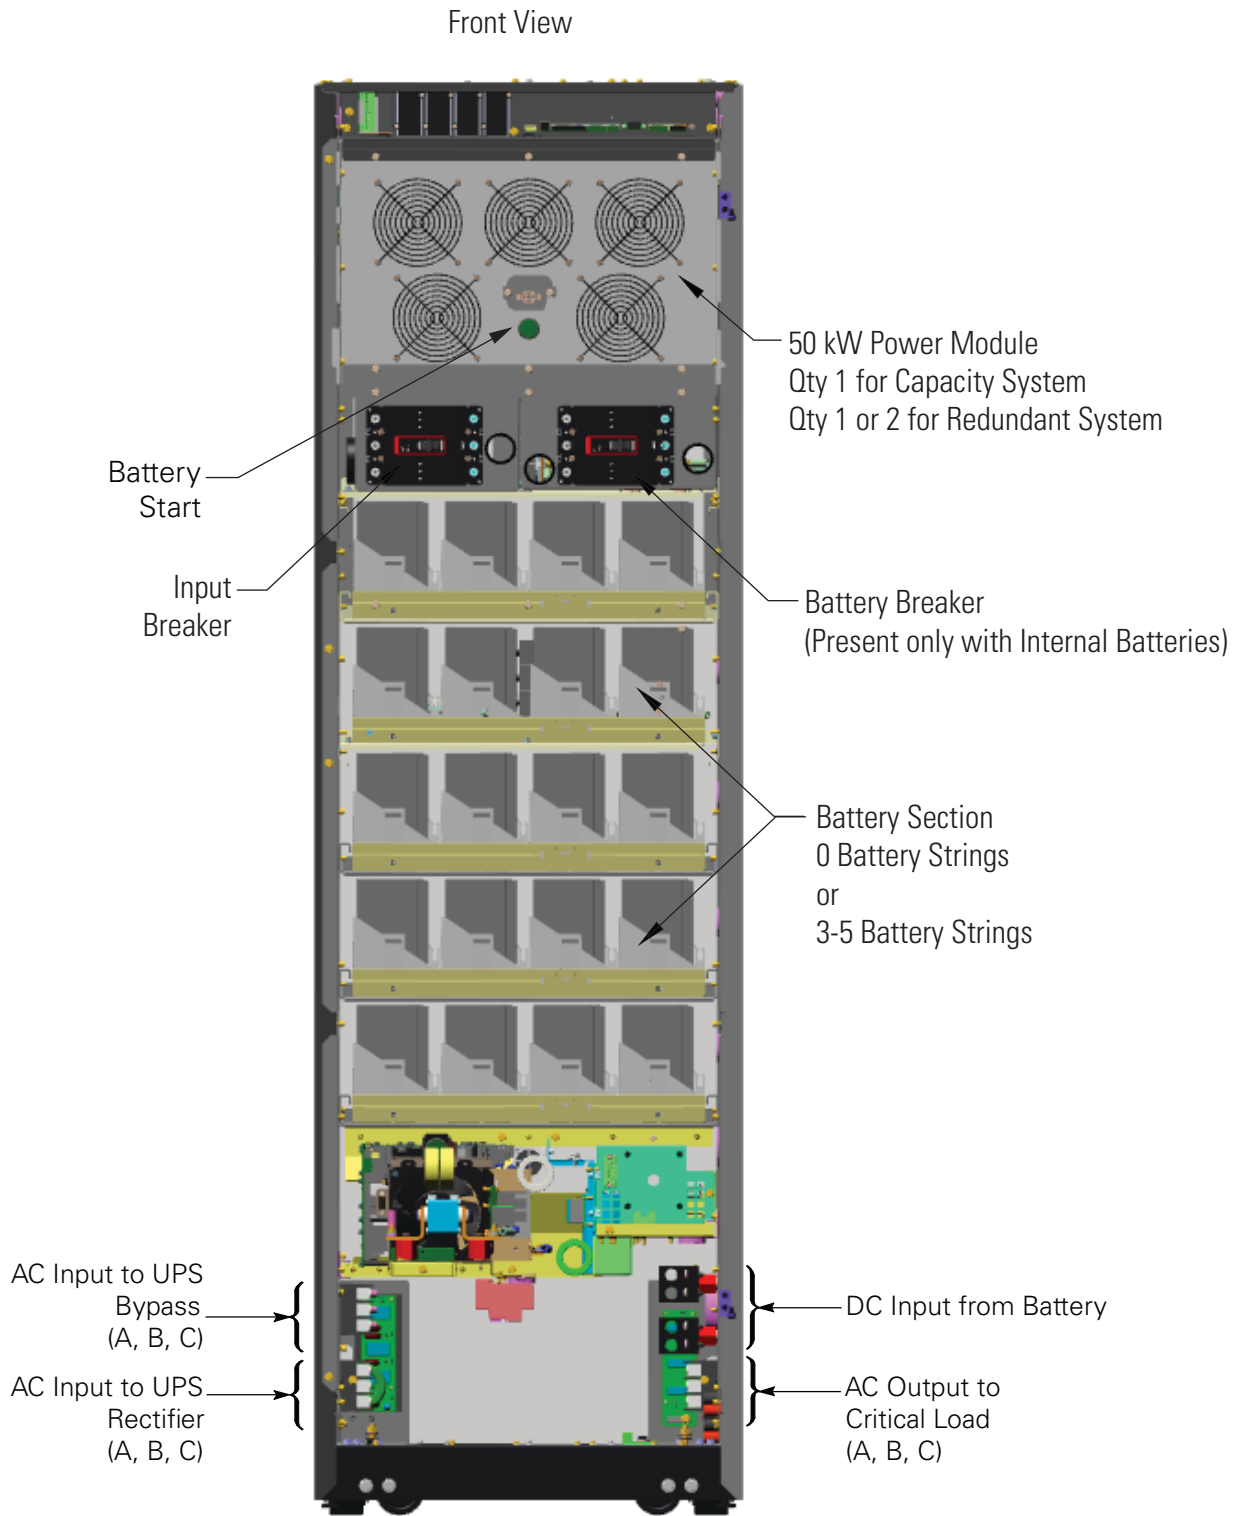 Front View
50 kW Power Module
Qty 1 for Capacity System
Qty 1 or 2 for Redundant System
Battery
Start
Input
Breaker
Battery Breaker
(Present only with Internal Batteries)
Battery Section
0 Battery Strings
or
3-5 Battery Strings
AC Input to UPS
Bypass
(A, B, C)
DC Input from Battery
AC Input to UPS
Rectifier
(A, B, C)
AC Output to
Critical Load
(A, B, C)